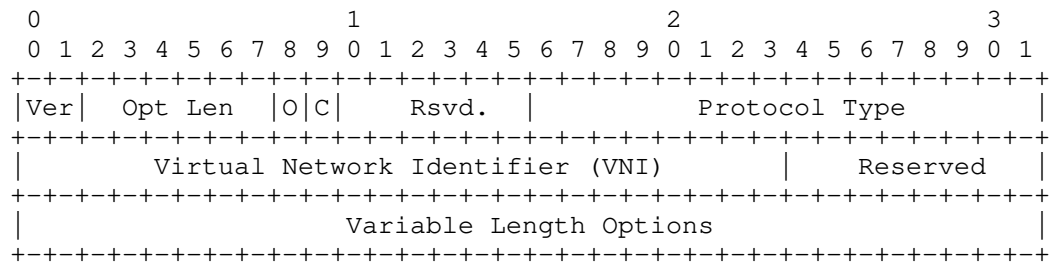 0                   1                   2                   3
 0 1 2 3 4 5 6 7 8 9 0 1 2 3 4 5 6 7 8 9 0 1 2 3 4 5 6 7 8 9 0 1
+-+-+-+-+-+-+-+-+-+-+-+-+-+-+-+-+-+-+-+-+-+-+-+-+-+-+-+-+-+-+-+-+
|Ver|  Opt Len  |O|C|    Rsvd.  |          Protocol Type        |
+-+-+-+-+-+-+-+-+-+-+-+-+-+-+-+-+-+-+-+-+-+-+-+-+-+-+-+-+-+-+-+-+
|        Virtual Network Identifier (VNI)       |    Reserved   |
+-+-+-+-+-+-+-+-+-+-+-+-+-+-+-+-+-+-+-+-+-+-+-+-+-+-+-+-+-+-+-+-+
|                    Variable Length Options                    |
+-+-+-+-+-+-+-+-+-+-+-+-+-+-+-+-+-+-+-+-+-+-+-+-+-+-+-+-+-+-+-+-+